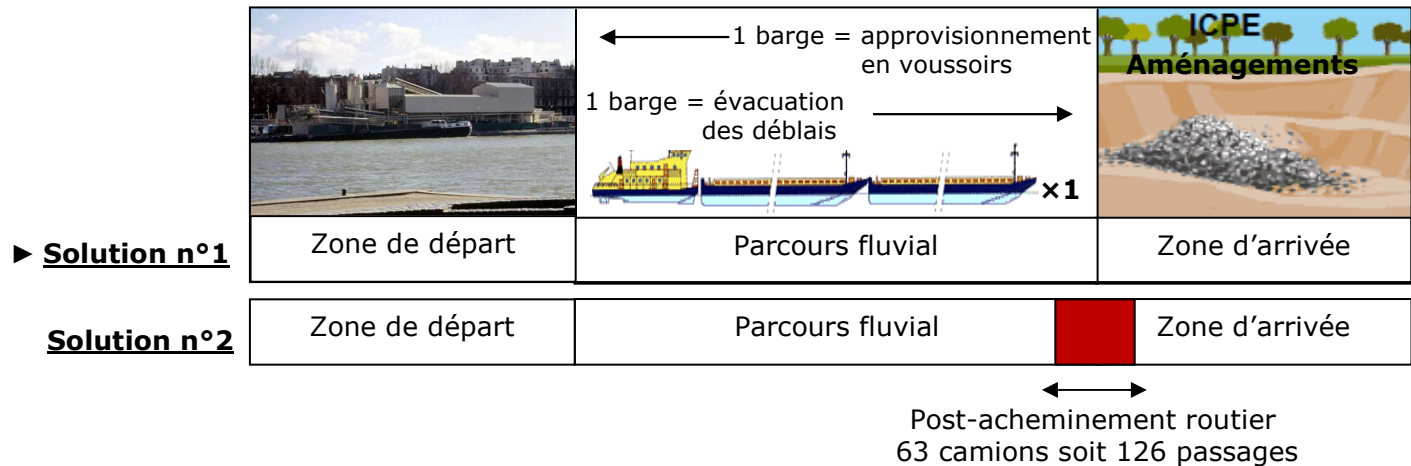 1 barge = approvisionnement
en voussoirs
1 barge = évacuation
des déblais
×1
ICPE
Aménagements
► Solution n°1
Zone de départ
Parcours fluvial
Zone d’arrivée
Solution n°2
Zone de départ
Parcours fluvial
Zone d’arrivée
Post-acheminement routier
63 camions soit 126 passages